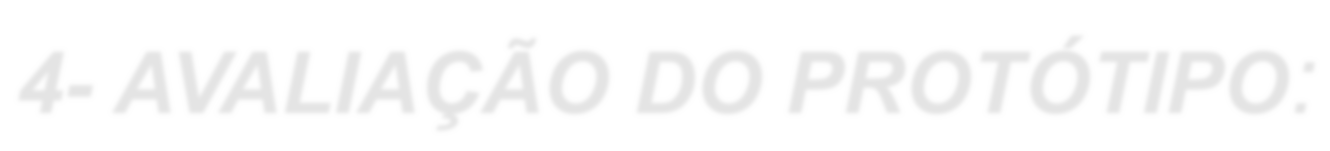 4- AVALIAÇÃO DO PROTÓTIPO: